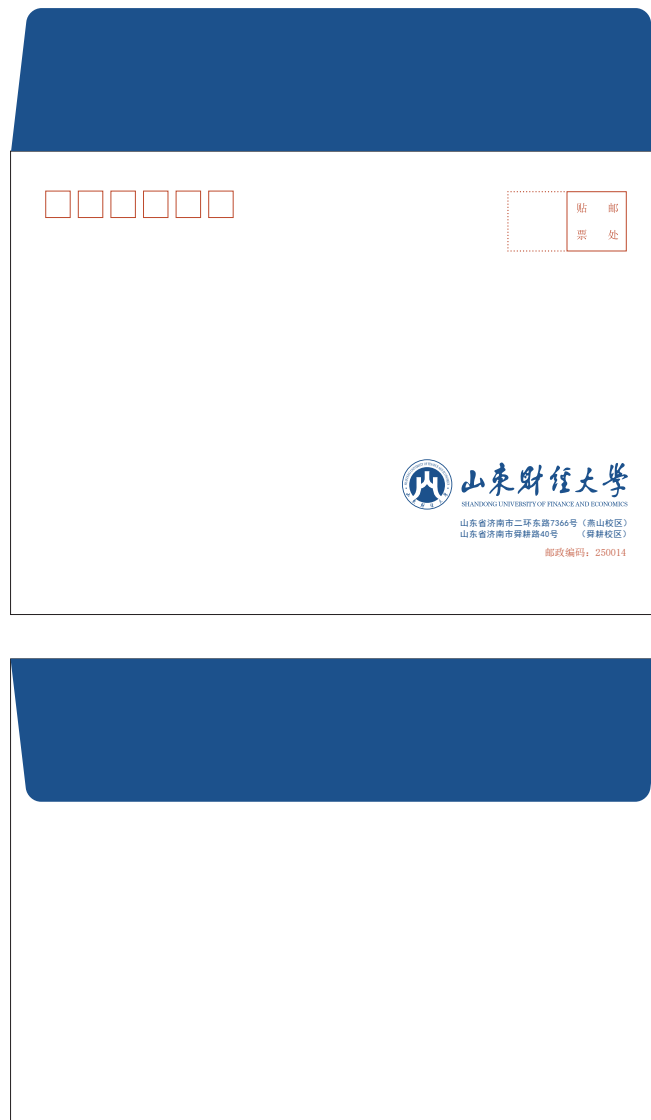 贴 邮
票 处
山东财经大学
SHANDONG UNIVERSITY OF FINANCE AND ECONOMICS
山东省济南市二环东路7366号（燕山校区）
山东省济南市舜耕路40号 （舜耕校区）
邮政编码：250014